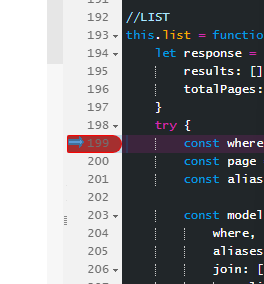 192 //LIST
193 this.list = functio
194 let response =
195 results: []
196 totalPages:
197 }
198 try {
199 const where
200 const page
201 const alias
202
203 const model
204 where,
205 aliases
206 join: [